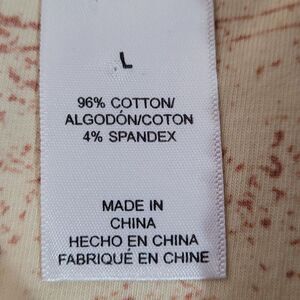 L
96% COTTON/
ALGODÓN/COTON
4% SPANDEX
MADE IN
CHINA
HECHO EN CHINA
FABRIQUÉ EN CHINE